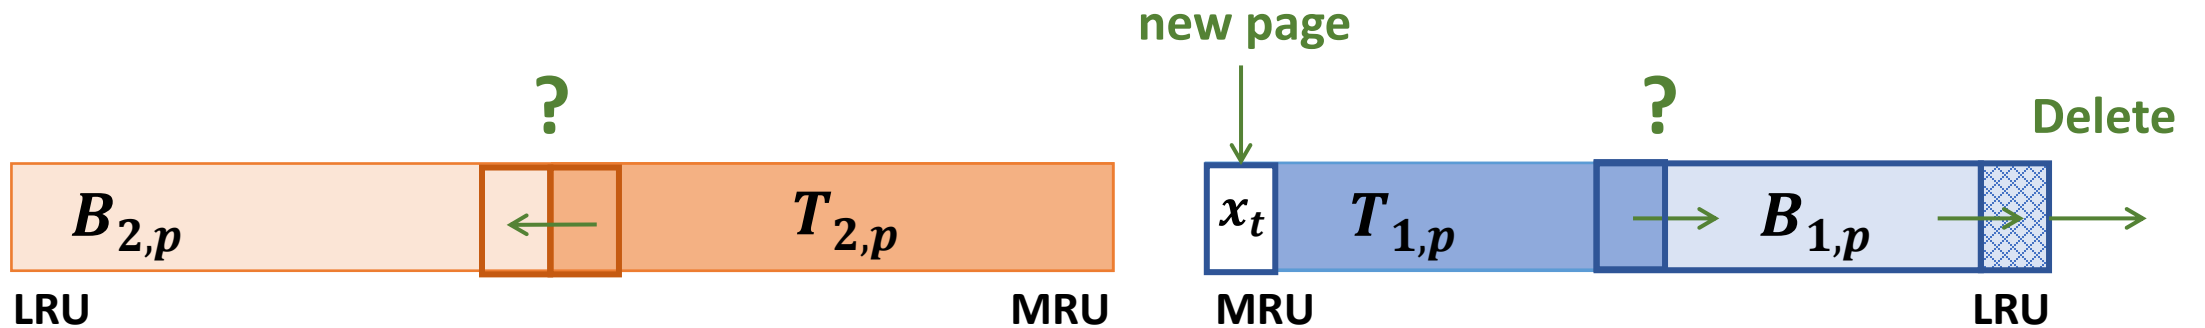 new page
? ? Delete
B₂,ₚ T₂,ₚ xₜ T₁,ₚ B₁,ₚ
LRU MRU MRU LRU